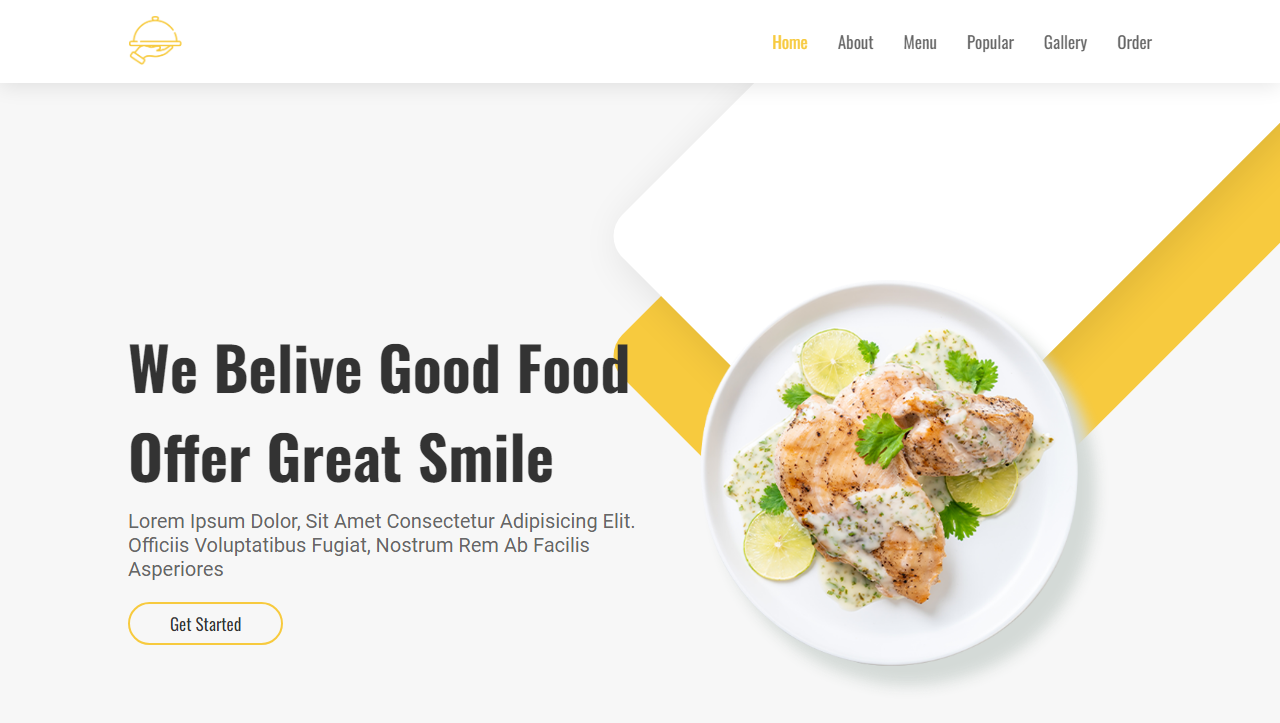 Home About Menu Popular Gallery Order
We Belive Good Food
Offer Great Smile
Lorem Ipsum Dolor, Sit Amet Consectetur Adipisicing Elit.
Officiis Voluptatibus Fugiat, Nostrum Rem Ab Facilis
Asperiores
Get Started